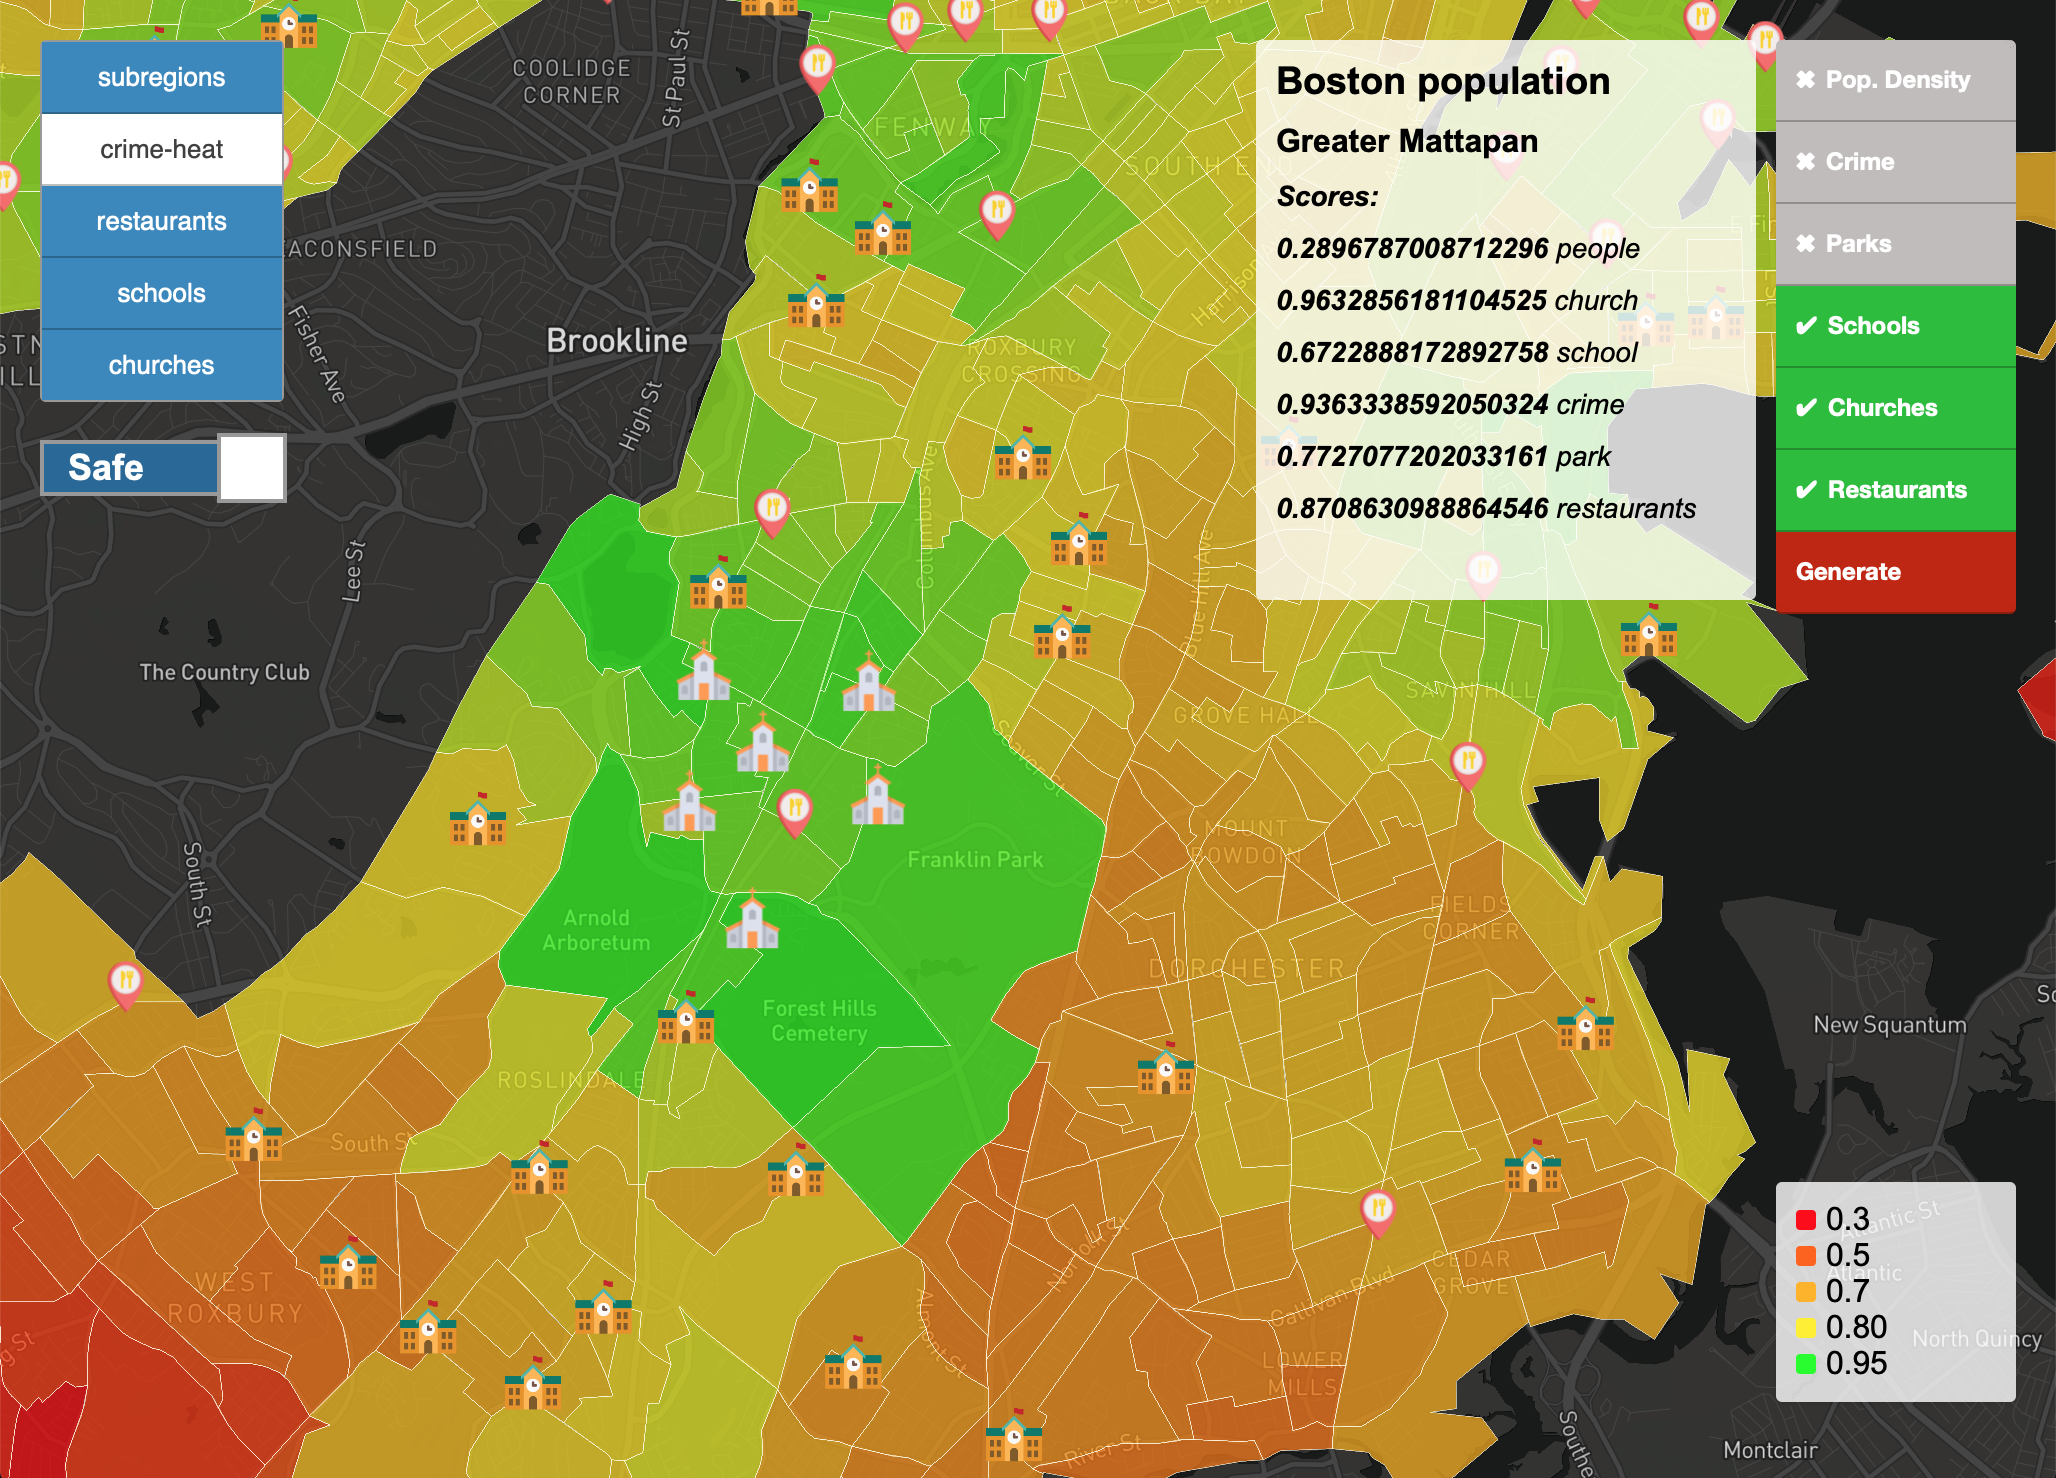 subregions
crime-heat
restaurants
schools
churches
Safe
Boston population
Greater Mattapan
Scores:
0.2896787008712296 people
0.9632856181104525 church
0.6722888172892758 school
0.9363338592050324 crime
0.7727077202033161 park
0.8708630988864546 restaurants
✖ Pop. Density
✖ Crime
✖ Parks
✔ Schools
✔ Churches
✔ Restaurants
Generate
COOLIDGE
CORNER
St Paul St
FENWAY
SOUTH END
EACONSFIELD
Fisher Ave
Brookline
High St
Harrison
ROXBURY
CROSSING
Columbus Ave
Lee St
Blue Hill Ave
The Country Club
SAVIN HILL
GROVE HALL
Seaver St
MOUNT
BOWDOIN
Franklin Park
South St
Arnold
Arboretum
FIELDS
CORNER
DORCHESTER
Forest Hills
Cemetery
New Squantum
ROSLINDALE
South St
Norfolk St
Atlantic St
Atlantic
CEDAR
GROVE
WEST
ROXBURY
Gallivan Blvd
Almont St
North Quincy
LOWER
MILLS
River St
Southe
Montclair
0.3
0.5
0.7
0.80
0.95